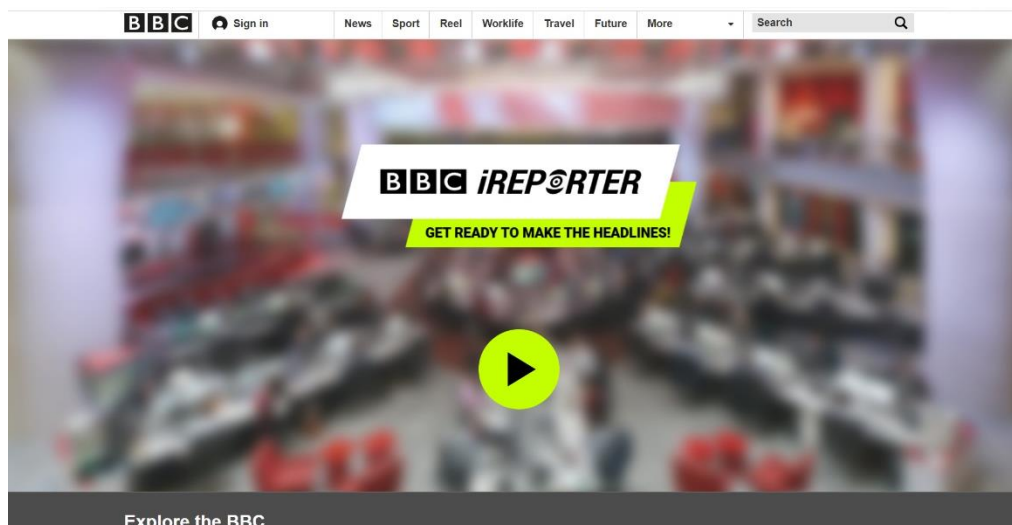 BBC Sign in News Sport Reel Worklife Travel Future More Search
BBC iREPORTER
GET READY TO MAKE THE HEADLINES!
Explore the BBC